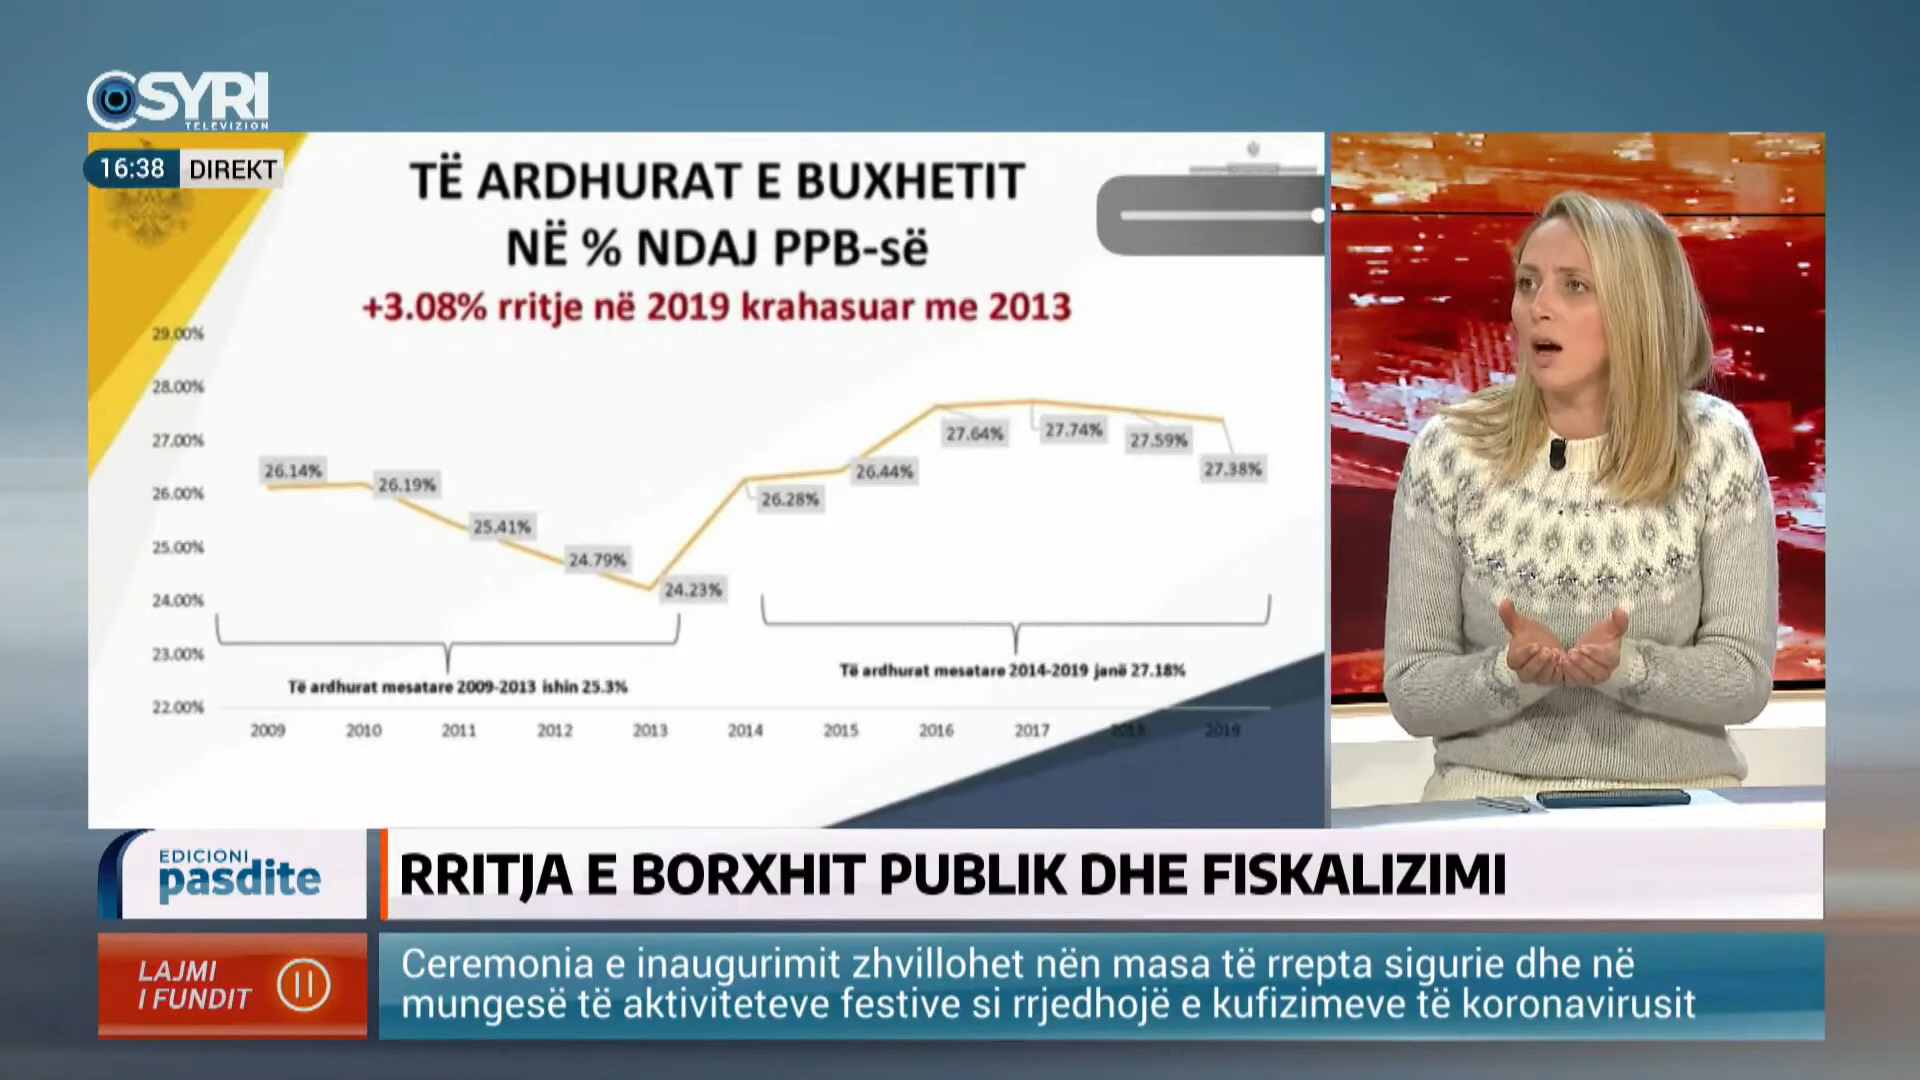 SYRI
TELEVIZION
16:38 DIREKT
TË ARDHURAT E BUXHETIT
NË % NDAJ PPB-së
+3.08% rritje në 2019 krahasuar me 2013
29.00%
28.00%
27.00%
26.00%
25.00%
24.00%
23.00%
22.00%
26.14%
26.19%
25.41%
24.79%
24.23%
26.28%
26.44%
27.64%
27.74%
27.59%
27.38%
Të ardhurat mesatare 2009-2013 ishin 25.3%
Të ardhurat mesatare 2014-2019 janë 27.18%
2009 2010 2011 2012 2013 2014 2015 2016 2017 2018 2019
EDICIONI
pasdite
RRITJA E BORXHIT PUBLIK DHE FISKALIZIMI
LAJMI
I FUNDIT
Ceremonia e inaugurimit zhvillohet nën masa të rrepta sigurie dhe në
mungesë të aktiviteteve festive si rrjedhojë e kufizimeve të koronavirusit